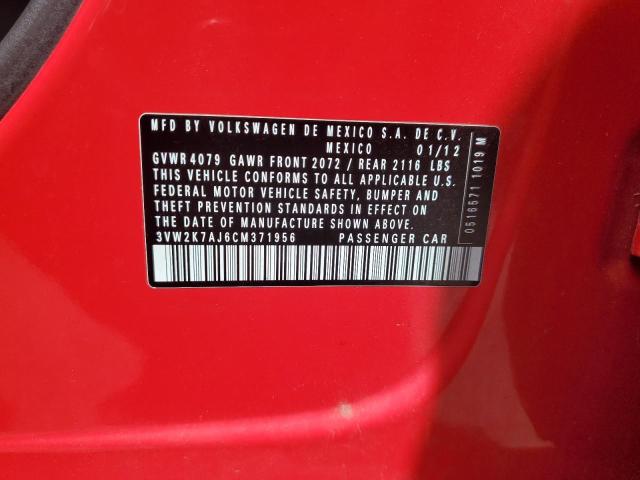 MFD BY VOLKSWAGEN DE MEXICO S.A. DE C.V.
MEXICO 01/12
GVWR 4079 GAWR FRONT 2072 / REAR 2116 LBS
THIS VEHICLE CONFORMS TO ALL APPLICABLE U.S.
FEDERAL MOTOR VEHICLE SAFETY, BUMPER AND
THEFT PREVENTION STANDARDS IN EFFECT ON
THE DATE OF MANUFACTURE SHOWN ABOVE.
3VW2K7AJ6CM371956 PASSENGER CAR
0516571 1019 M